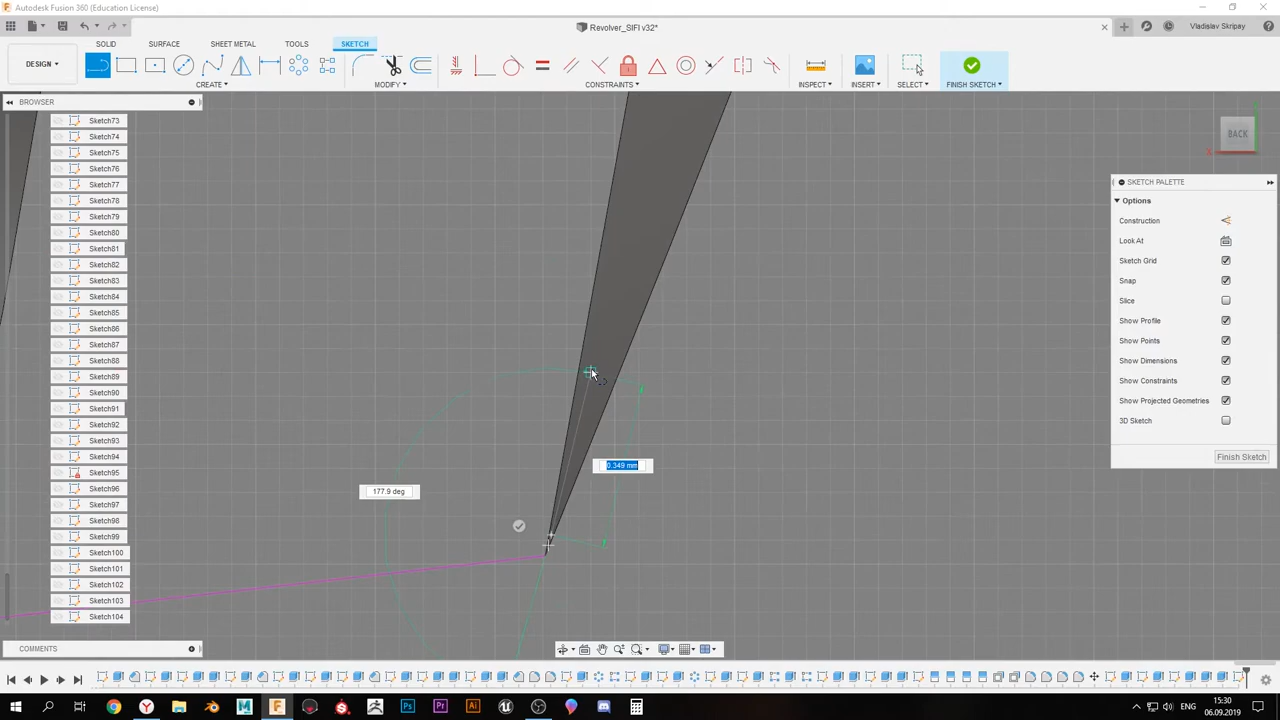 Autodesk Fusion 360 (Education License)
Revolver_SIFI v32*
Vladislav Skripay
DESIGN
SOLID
SURFACE
SHEET METAL
TOOLS
SKETCH
CREATE
MODIFY
CONSTRAINTS
INSPECT
INSERT
SELECT
FINISH SKETCH
BROWSER
Sketch73
Sketch74
Sketch75
Sketch76
Sketch77
Sketch78
Sketch79
Sketch80
Sketch81
Sketch82
Sketch83
Sketch84
Sketch85
Sketch86
Sketch87
Sketch88
Sketch89
Sketch90
Sketch91
Sketch92
Sketch93
Sketch94
Sketch95
Sketch96
Sketch97
Sketch98
Sketch99
Sketch100
Sketch101
Sketch102
Sketch103
Sketch104
COMMENTS
0.349 mm
177.9 deg
BACK
X
SKETCH PALETTE
Options
Construction
Look At
Sketch Grid
Snap
Slice
Show Profile
Show Points
Show Dimensions
Show Constraints
Show Projected Geometries
3D Sketch
Finish Sketch
15:30
06.09.2019